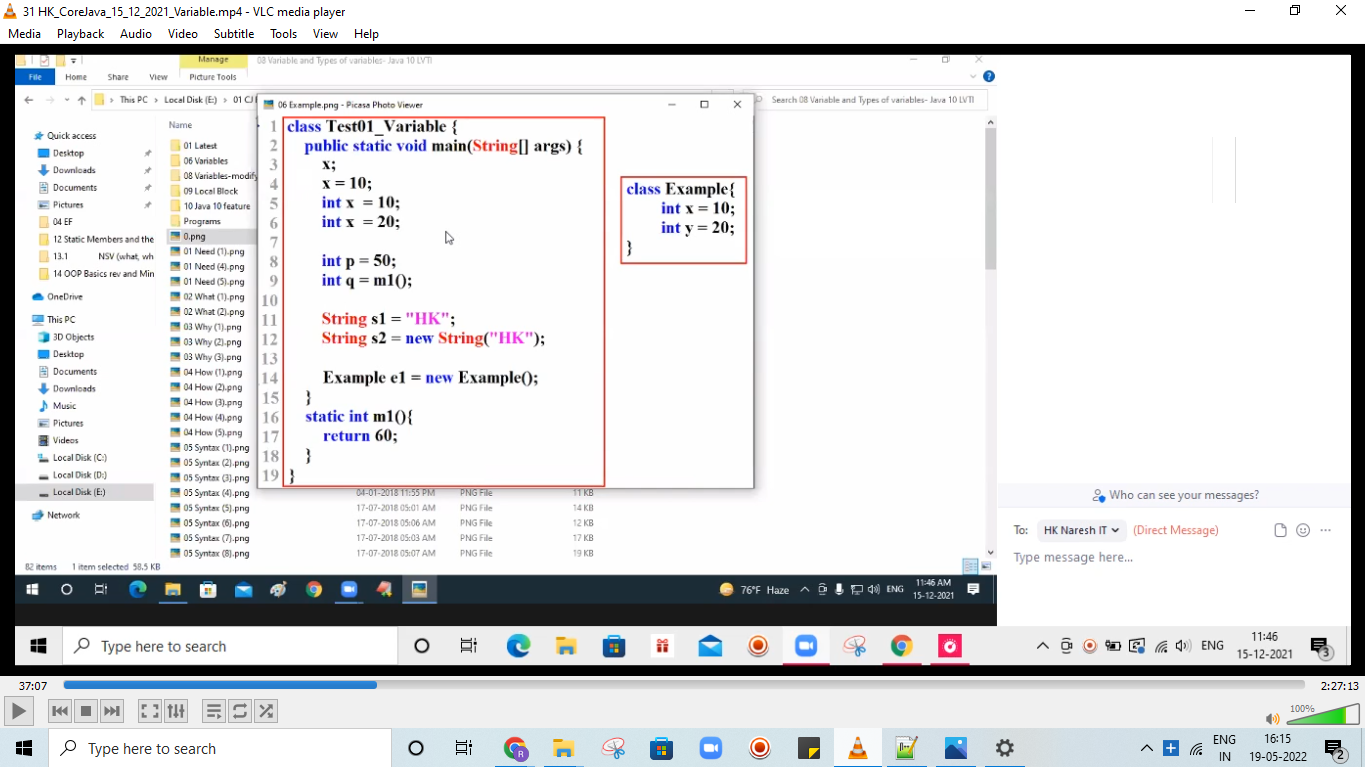 31 HK_CoreJava_15_12_2021_Variable.mp4 - VLC media player
Media Playback Audio Video Subtitle Tools View Help
Manage
08 Variable and Types of variables- Java 10 LVTI
File Home Share View Picture Tools
This PC › Local Disk (E:) › 01 CJ
Search 08 Variable and Types of variables- Java 10 LVTI
Quick access
Desktop
Downloads
Documents
Pictures
04 EF
12 Static Members and the
13.1 NSV (what, wh
14 OOP Basics rev and Min
OneDrive
This PC
3D Objects
Desktop
Documents
Downloads
Music
Pictures
Videos
Local Disk (C:)
Local Disk (D:)
Local Disk (E:)
Network
Name
01 Latest
06 Variables
08 Variables-modify
09 Local Block
10 Java 10 feature
Programs
0.png
01 Need (1).png
01 Need (4).png
01 Need (5).png
02 What (1).png
02 What (2).png
03 Why (1).png
03 Why (2).png
03 Why (3).png
04 How (1).png
04 How (2).png
04 How (3).png
04 How (4).png
04 How (5).png
05 Syntax (1).png
05 Syntax (2).png
05 Syntax (3).png
05 Syntax (4).png 04-01-2018 11:55 PM PNG File 11 KB
05 Syntax (5).png 17-07-2018 05:01 AM PNG File 14 KB
05 Syntax (6).png 17-07-2018 05:06 AM PNG File 12 KB
05 Syntax (7).png 17-07-2018 05:03 AM PNG File 17 KB
05 Syntax (8).png 17-07-2018 05:07 AM PNG File 19 KB
82 items 1 item selected 58.5 KB
06 Example.png - Picasa Photo Viewer
1 class Test01_Variable {
2 public static void main(String[] args) {
3 x;
4 x = 10;
5 int x = 10;
6 int x = 20;
7
8 int p = 50;
9 int q = m1();
10
11 String s1 = "HK";
12 String s2 = new String("HK");
13
14 Example e1 = new Example();
15 }
16 static int m1(){
17 return 60;
18 }
19 }
class Example{
int x = 10;
int y = 20;
}
Who can see your messages?
To: HK Naresh IT (Direct Message)
Type message here...
76°F Haze ENG 11:46 AM
15-12-2021
Type here to search
ENG 11:46
15-12-2021
3
37:07 2:27:13
100%
Type here to search
R
ENG
IN
16:15
19-05-2022
2